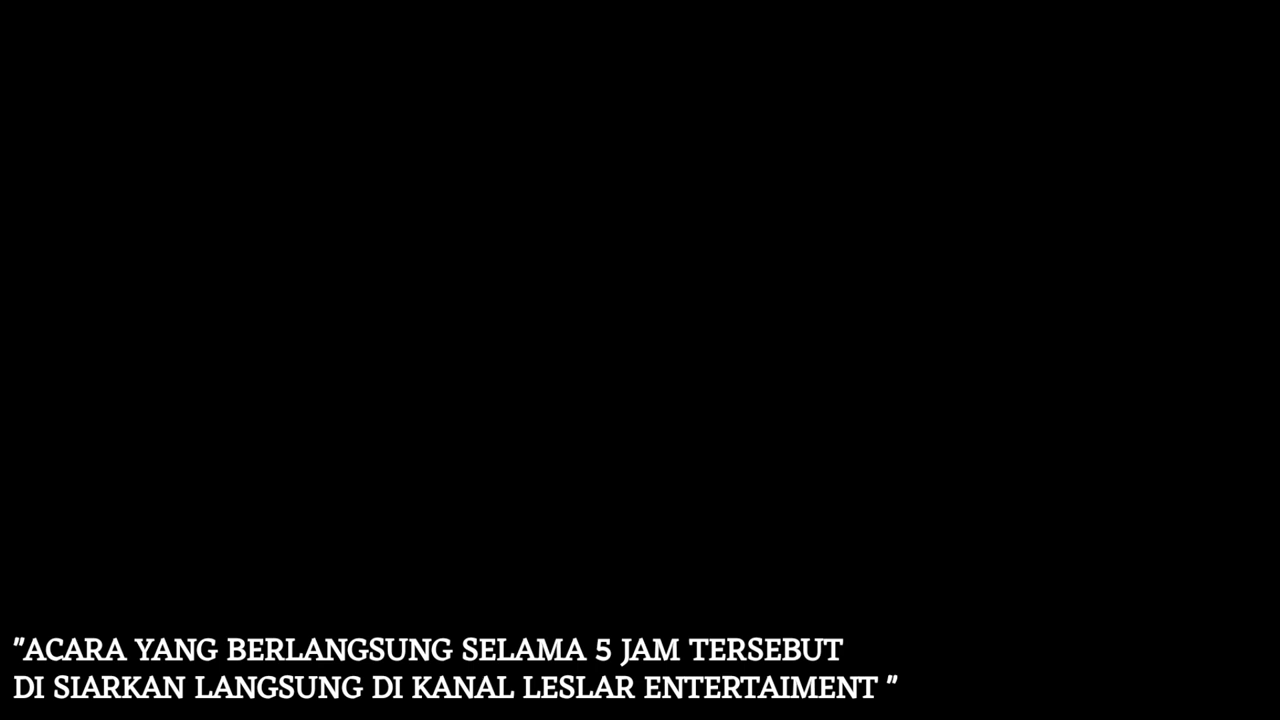 "ACARA YANG BERLANGSUNG SELAMA 5 JAM TERSEBUT
DI SIARKAN LANGSUNG DI KANAL LESLAR ENTERTAIMENT "